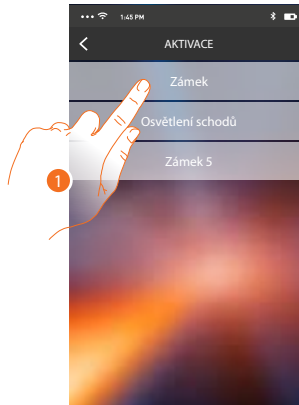 1:45 PM
AKTIVACE
Zámek
Osvětlení schodů
Zámek 5
1